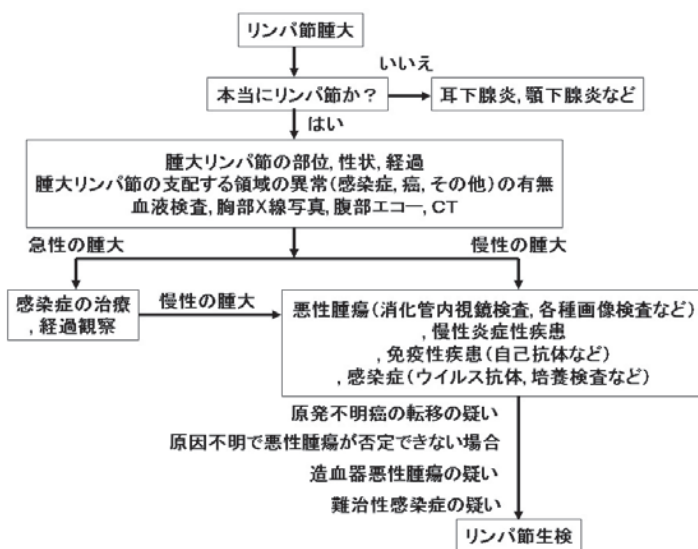 リンパ節腫大
いいえ
本当にリンパ節か？
耳下腺炎，顎下腺炎など
はい
腫大リンパ節の部位，性状，経過
腫大リンパ節の支配する領域の異常（感染症，癌，その他）の有無
血液検査，胸部X線写真，腹部エコー，CT
急性の腫大
慢性の腫大
感染症の治療
，経過観察
慢性の腫大
悪性腫瘍（消化管内視鏡検査，各種画像検査など）
，慢性炎症性疾患
，免疫性疾患（自己抗体など）
，感染症（ウイルス抗体，培養検査など）
原発不明癌の転移の疑い
原因不明で悪性腫瘍が否定できない場合
造血器悪性腫瘍の疑い
難治性感染症の疑い
リンパ節生検